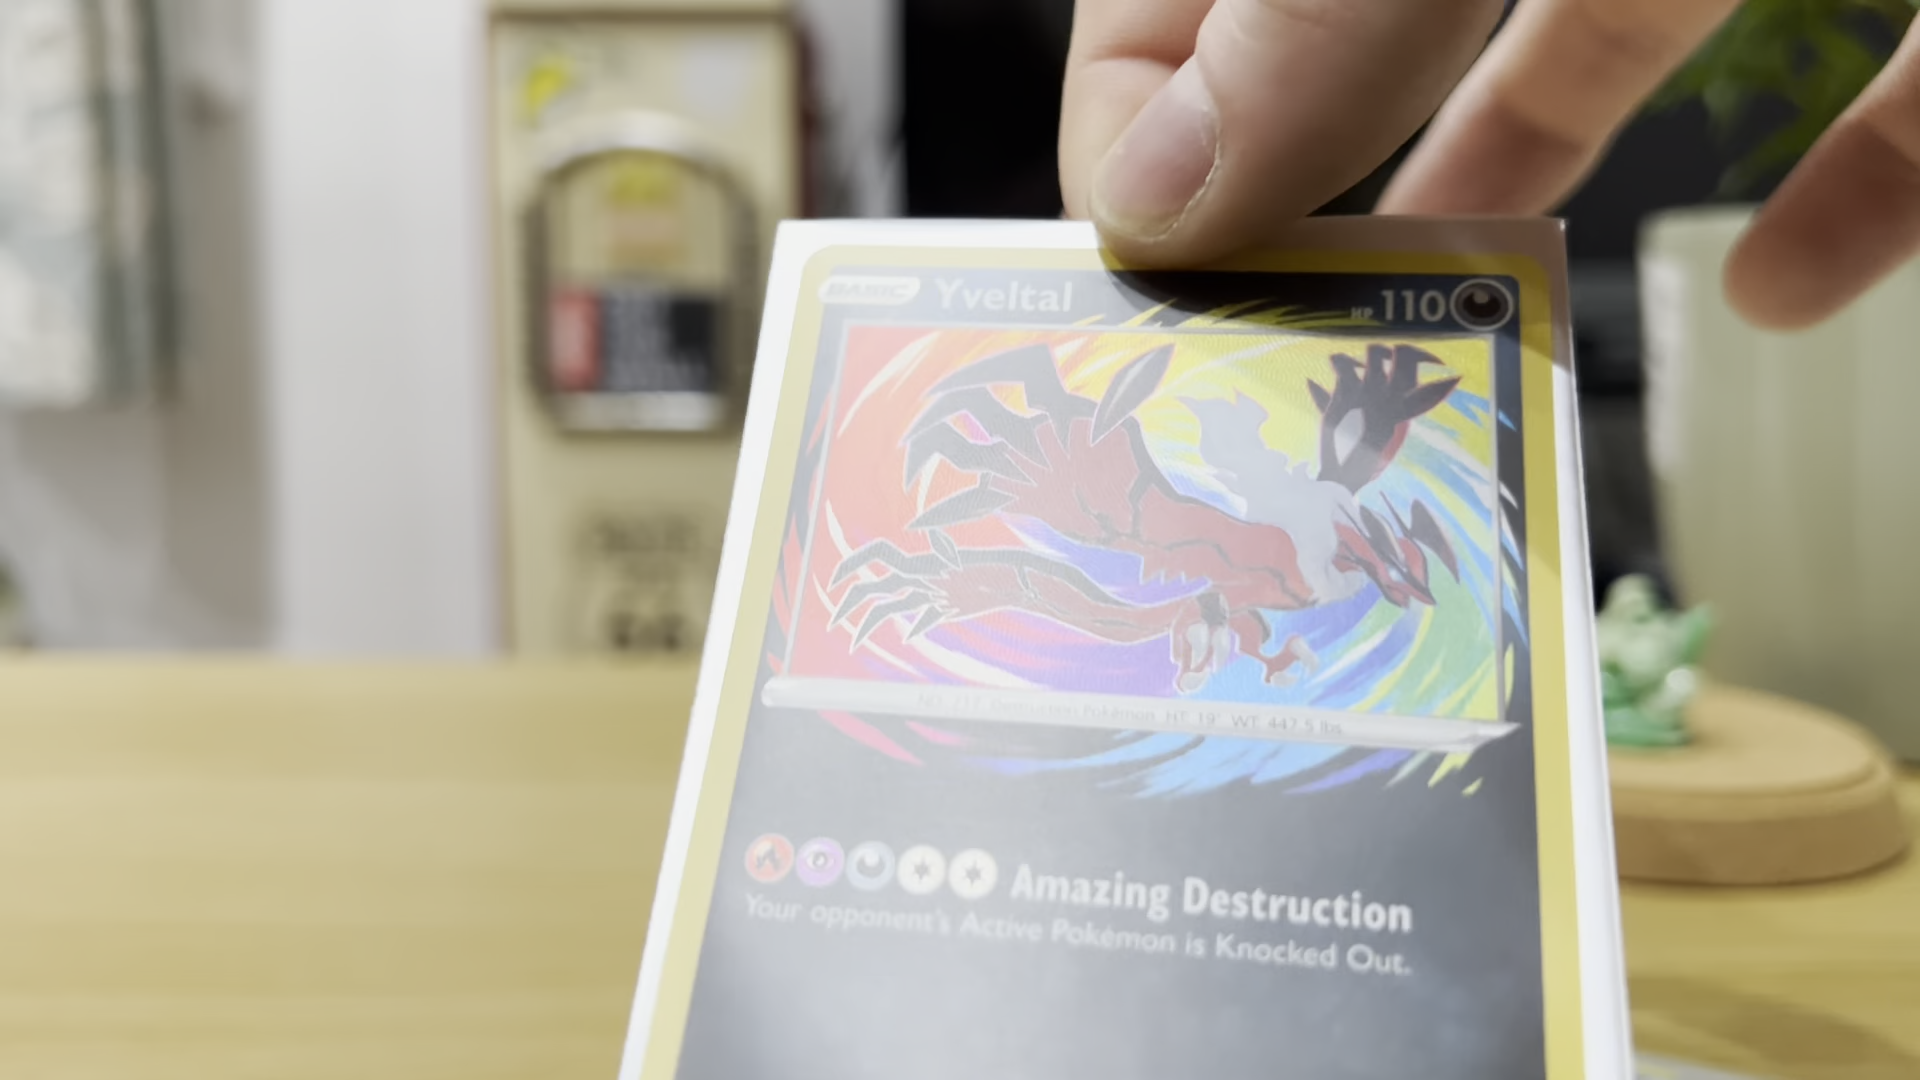 BASIC Yveltal HP 110
NO. 717 Destruction Pokémon HT: 19' WT: 447.5 lbs.
Amazing Destruction
Your opponent's Active Pokémon is Knocked Out.